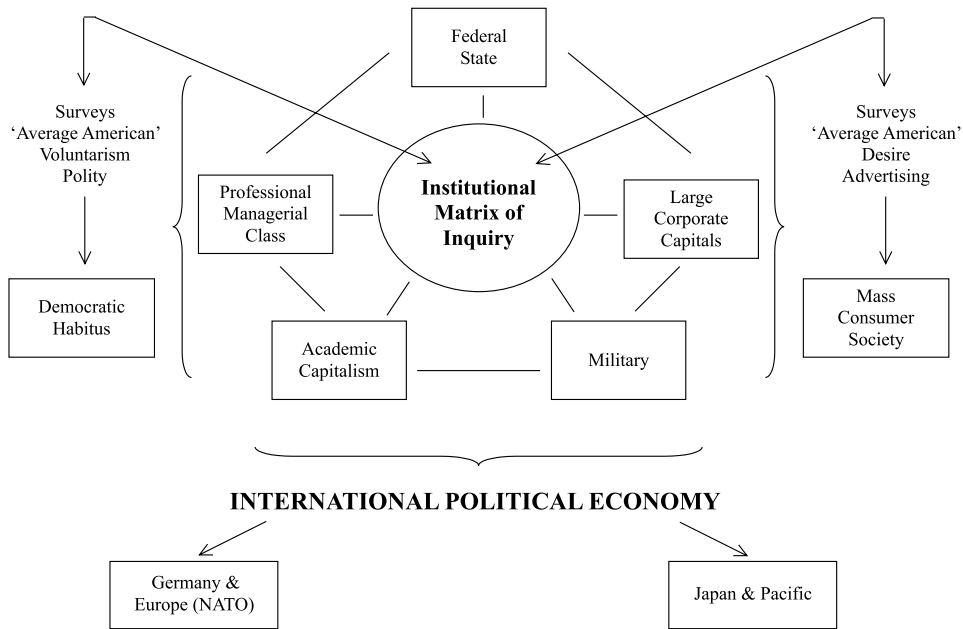 Federal
State
Surveys
‘Average American’
Voluntarism
Polity
Surveys
‘Average American’
Desire
Advertising
Professional
Managerial
Class
Institutional
Matrix of
Inquiry
Large
Corporate
Capitals
Democratic
Habitus
Mass
Consumer
Society
Academic
Capitalism
Military
INTERNATIONAL POLITICAL ECONOMY
Germany &
Europe (NATO)
Japan & Pacific